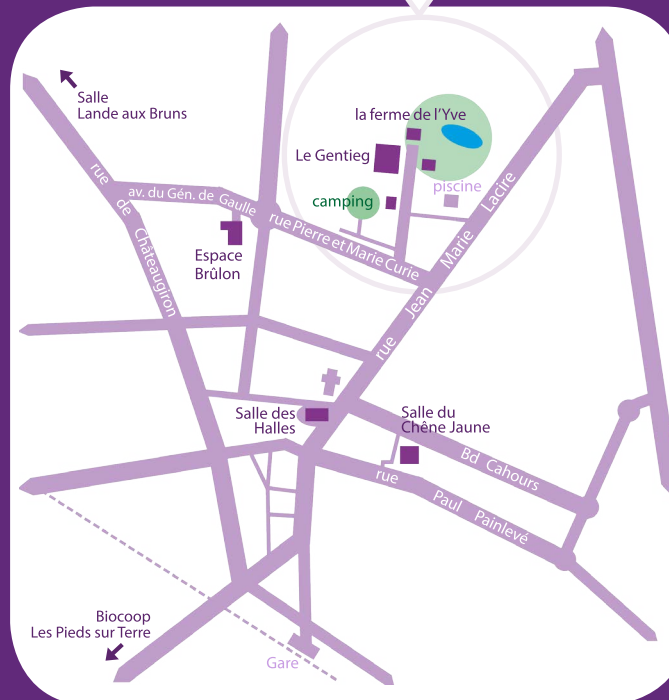 Salle
Lande aux Bruns
la ferme de l'Yve
Le Gentieg
piscine
camping
rue de Châteaugiron
av. du Gén. de Gaulle
rue Pierre et Marie Curie
rue Jean Marie Lacire
Espace
Brûlon
Salle des
Halles
Salle du
Chêne Jaune
Bd Cahours
rue Paul Painlevé
Biocoop
Les Pieds sur Terre
Gare